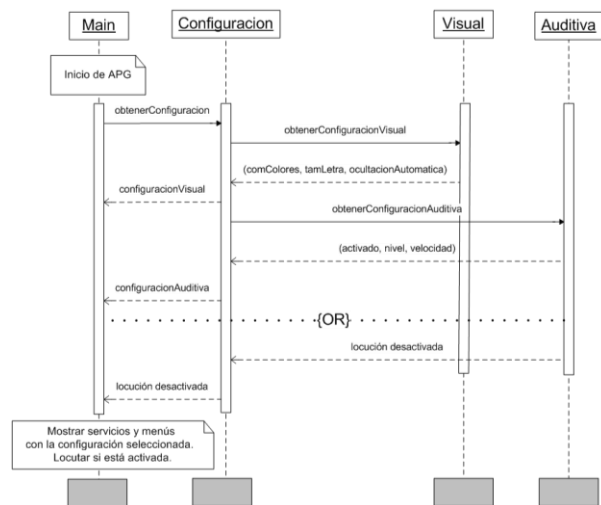 Main
Configuracion
Visual
Auditiva
Inicio de APG
obtenerConfiguracion
obtenerConfiguracionVisual
(comColores, tamLetra, ocultacionAutomatica)
configuracionVisual
obtenerConfiguracionAuditiva
(activado, nivel, velocidad)
configuracionAuditiva
{OR}
locución desactivada
locución desactivada
Mostrar servicios y menús
con la configuración seleccionada.
Locutar si está activada.